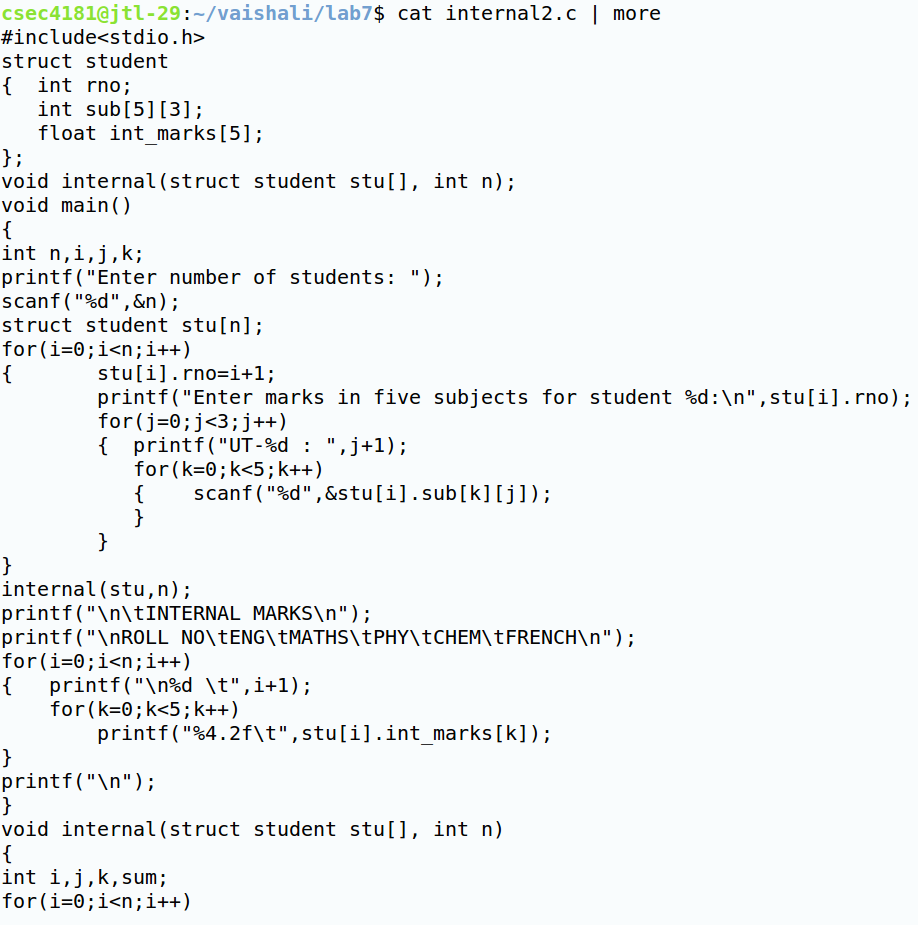 csec4181@jtl-29:~/vaishali/lab7$ cat internal2.c | more
#include<stdio.h>
struct student
{  int rno;
   int sub[5][3];
   float int_marks[5];
};
void internal(struct student stu[], int n);
void main()
{
int n,i,j,k;
printf("Enter number of students: ");
scanf("%d",&n);
struct student stu[n];
for(i=0;i<n;i++)
{       stu[i].rno=i+1;
        printf("Enter marks in five subjects for student %d:\n",stu[i].rno);
        for(j=0;j<3;j++)
        {  printf("UT-%d : ",j+1);
           for(k=0;k<5;k++)
           {    scanf("%d",&stu[i].sub[k][j]);
           }
        }
}
internal(stu,n);
printf("\n\tINTERNAL MARKS\n");
printf("\nROLL NO\tENG\tMATHS\tPHY\tCHEM\tFRENCH\n");
for(i=0;i<n;i++)
{   printf("\n%d \t",i+1);
    for(k=0;k<5;k++)
        printf("%4.2f\t",stu[i].int_marks[k]);
}
printf("\n");
}
void internal(struct student stu[], int n)
{
int i,j,k,sum;
for(i=0;i<n;i++)